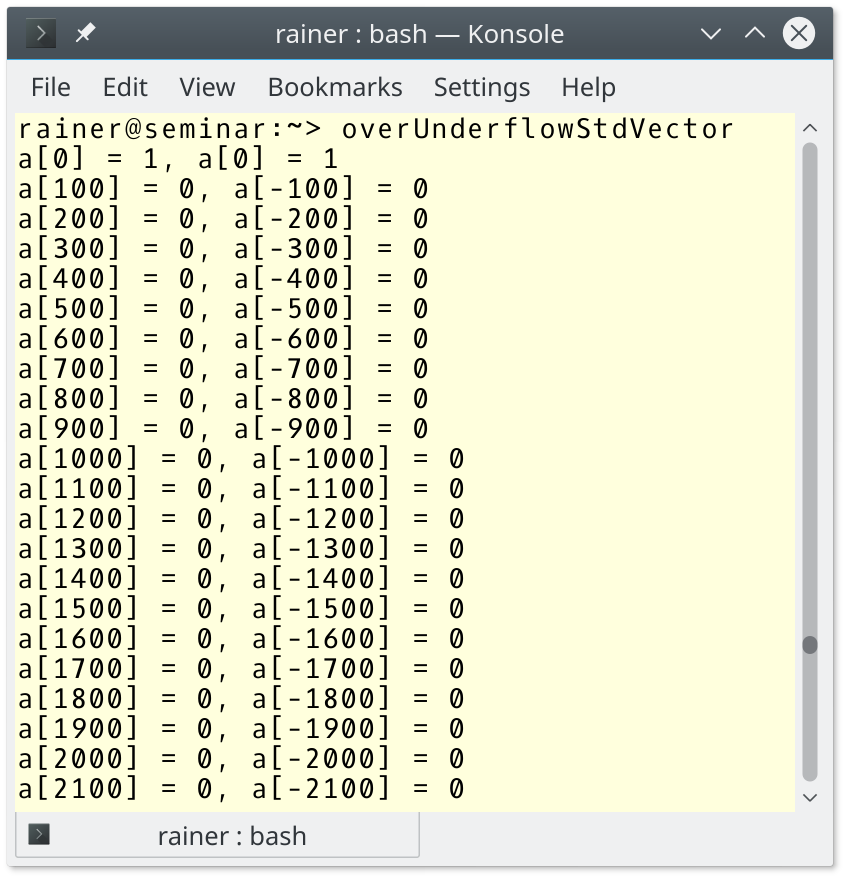 rainer : bash — Konsole
File Edit View Bookmarks Settings Help
rainer@seminar:~> overUnderflowStdVector
a[0] = 1, a[0] = 1
a[100] = 0, a[-100] = 0
a[200] = 0, a[-200] = 0
a[300] = 0, a[-300] = 0
a[400] = 0, a[-400] = 0
a[500] = 0, a[-500] = 0
a[600] = 0, a[-600] = 0
a[700] = 0, a[-700] = 0
a[800] = 0, a[-800] = 0
a[900] = 0, a[-900] = 0
a[1000] = 0, a[-1000] = 0
a[1100] = 0, a[-1100] = 0
a[1200] = 0, a[-1200] = 0
a[1300] = 0, a[-1300] = 0
a[1400] = 0, a[-1400] = 0
a[1500] = 0, a[-1500] = 0
a[1600] = 0, a[-1600] = 0
a[1700] = 0, a[-1700] = 0
a[1800] = 0, a[-1800] = 0
a[1900] = 0, a[-1900] = 0
a[2000] = 0, a[-2000] = 0
a[2100] = 0, a[-2100] = 0
rainer : bash